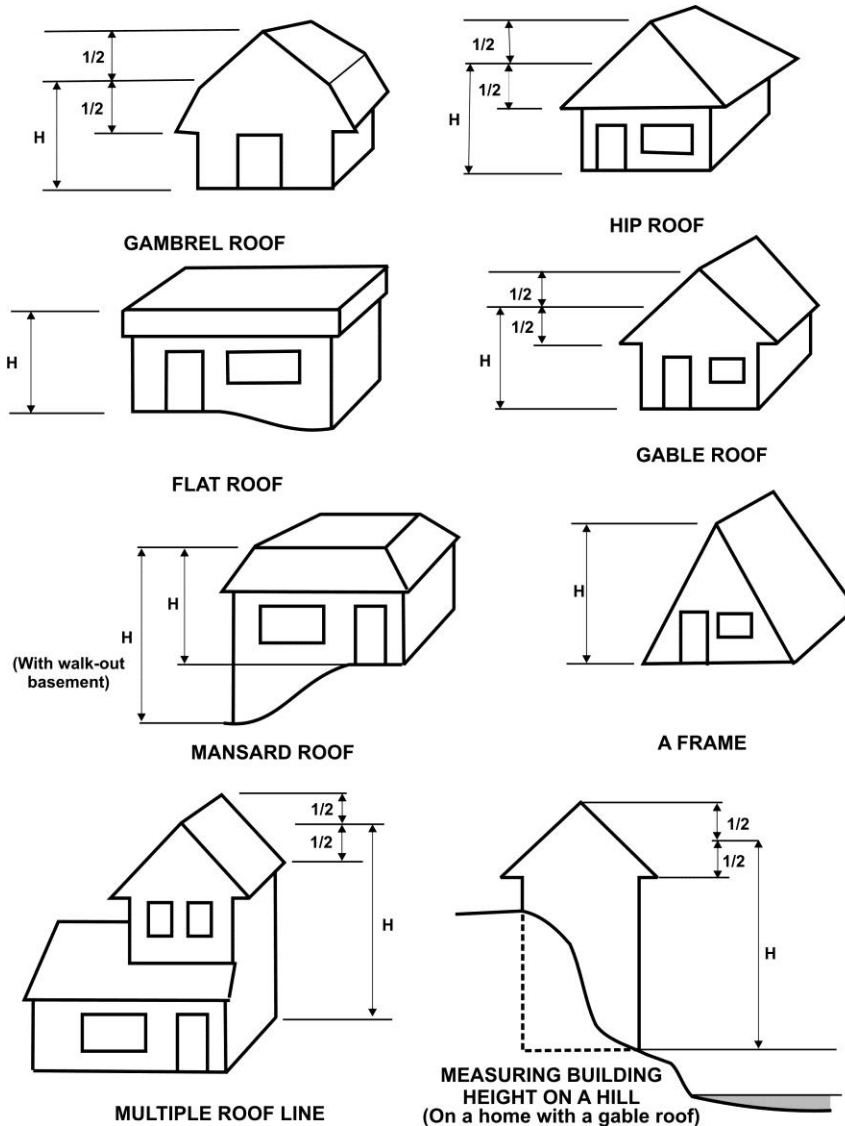 1/2
1/2
H
GAMBREL ROOF
1/2
1/2
H
HIP ROOF
H
FLAT ROOF
1/2
1/2
H
GABLE ROOF
H
H
(With walk-out
basement)
MANSARD ROOF
H
A FRAME
1/2
1/2
H
MULTIPLE ROOF LINE
1/2
1/2
H
MEASURING BUILDING
HEIGHT ON A HILL
(On a home with a gable roof)